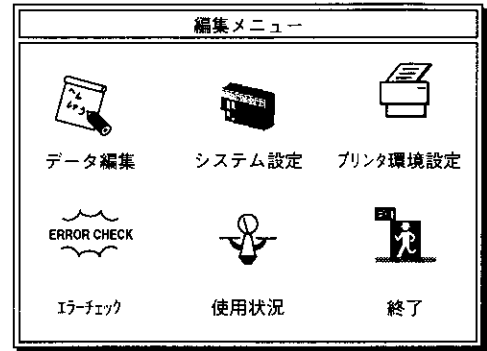 編集メニュー
データ編集
システム設定
プリンタ環境設定
ERROR CHECK
EXIT
エラーチェック
使用状況
終了